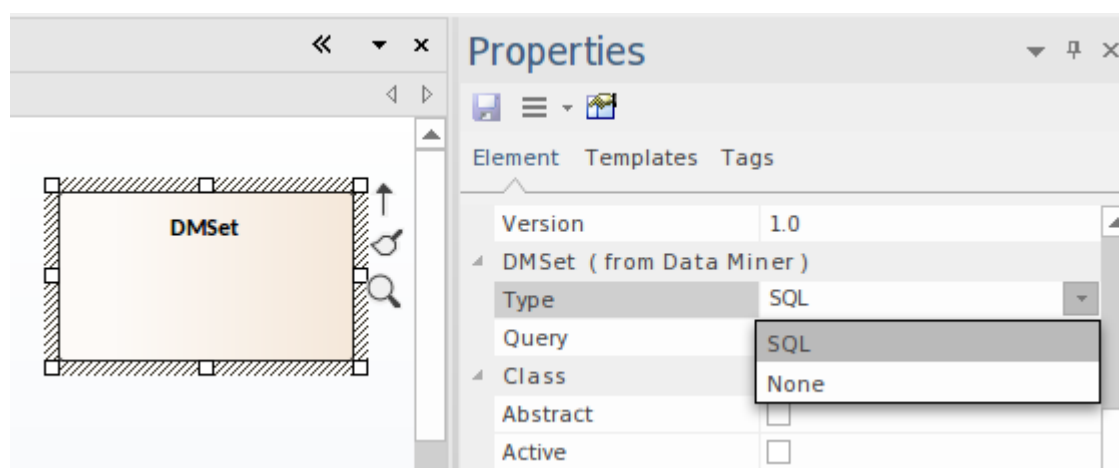 Properties
Element Templates Tags
DMSet
Version 1.0
DMSet (from Data Miner)
Type SQL
Query
SQL
None
Class
Abstract
Active